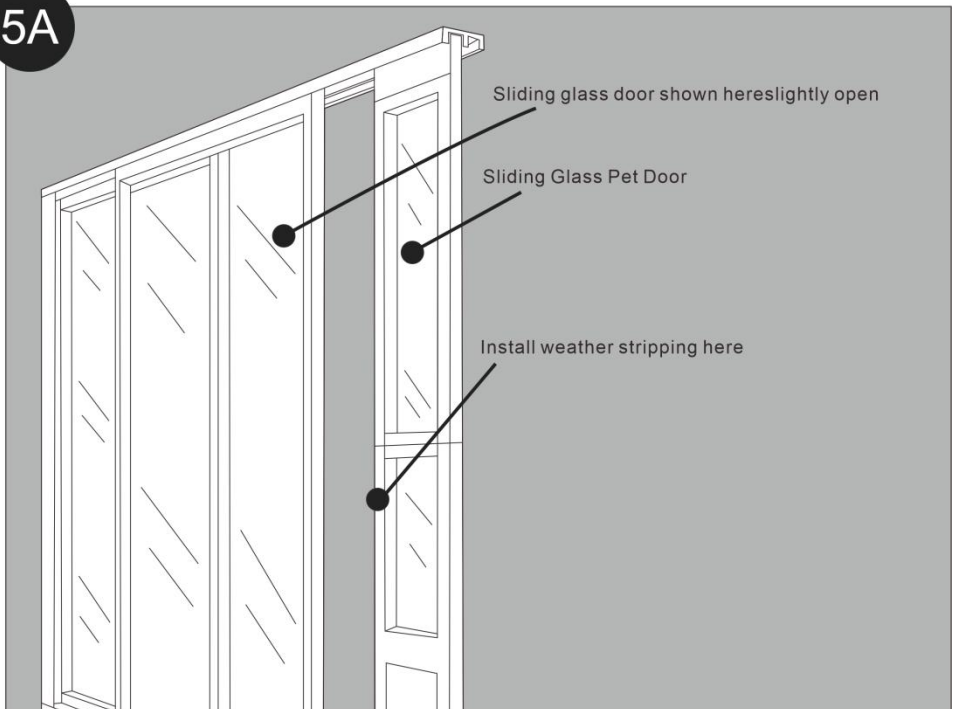 5A
Sliding glass door shown hereslightly open
Sliding Glass Pet Door
Install weather stripping here